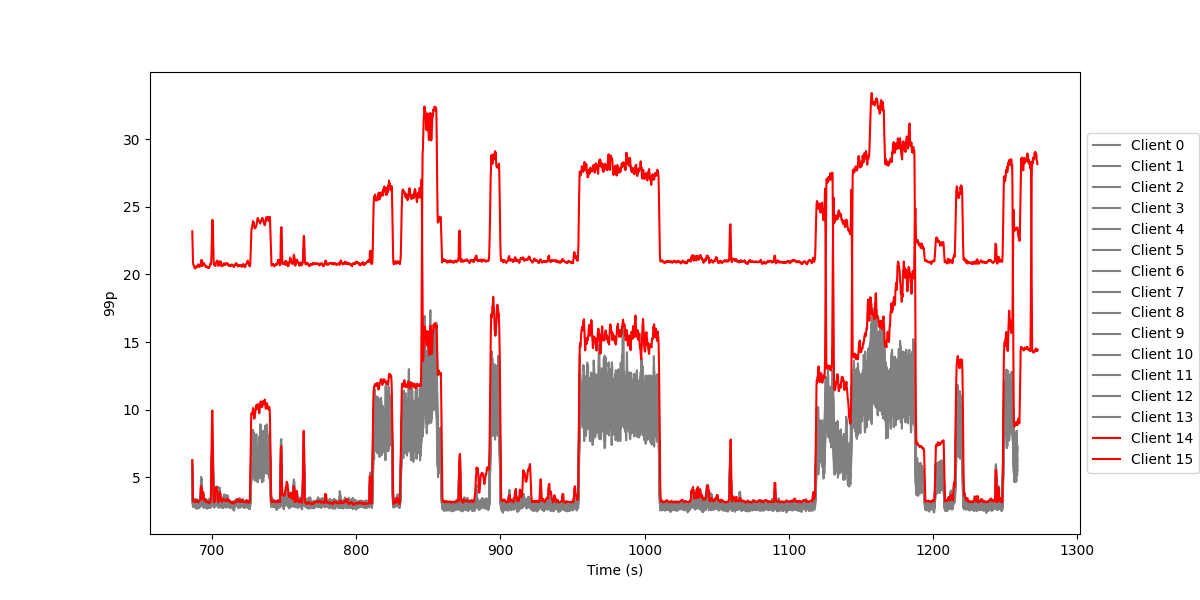 99p
30
25
20
15
10
5
700
800
900
1000
1100
1200
1300
Time (s)
Client 0
Client 1
Client 2
Client 3
Client 4
Client 5
Client 6
Client 7
Client 8
Client 9
Client 10
Client 11
Client 12
Client 13
Client 14
Client 15